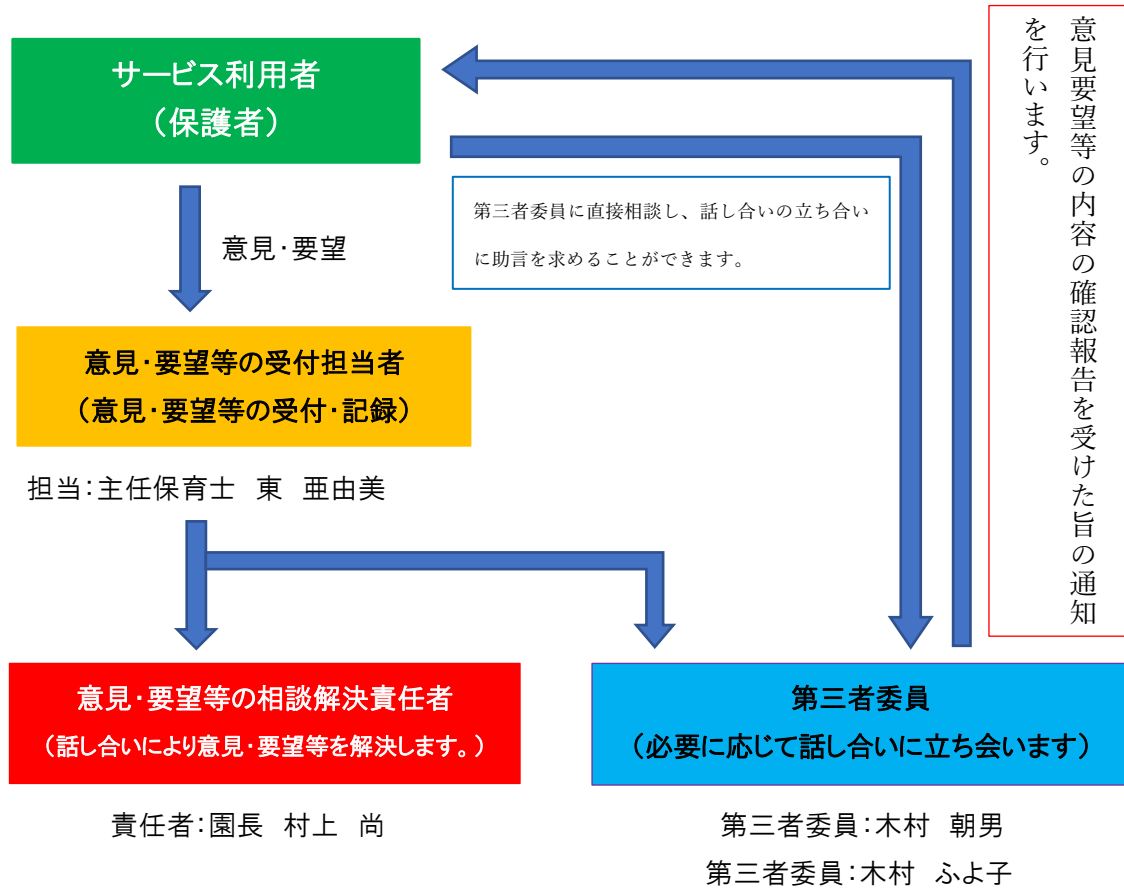 サービス利用者
（保護者）
意見要望等の内容の確認報告を受けた旨の通知
を行います。
第三者委員に直接相談し、話し合いの立ち合い
に助言を求めることができます。
意見・要望
意見・要望等の受付担当者
（意見・要望等の受付・記録）
担当：主任保育士　東　亜由美
意見・要望等の相談解決責任者
（話し合いにより意見・要望等を解決します。）
責任者：園長　村上　尚
第三者委員
（必要に応じて話し合いに立ち会います）
第三者委員：木村　朝男
第三者委員：木村　ふよ子